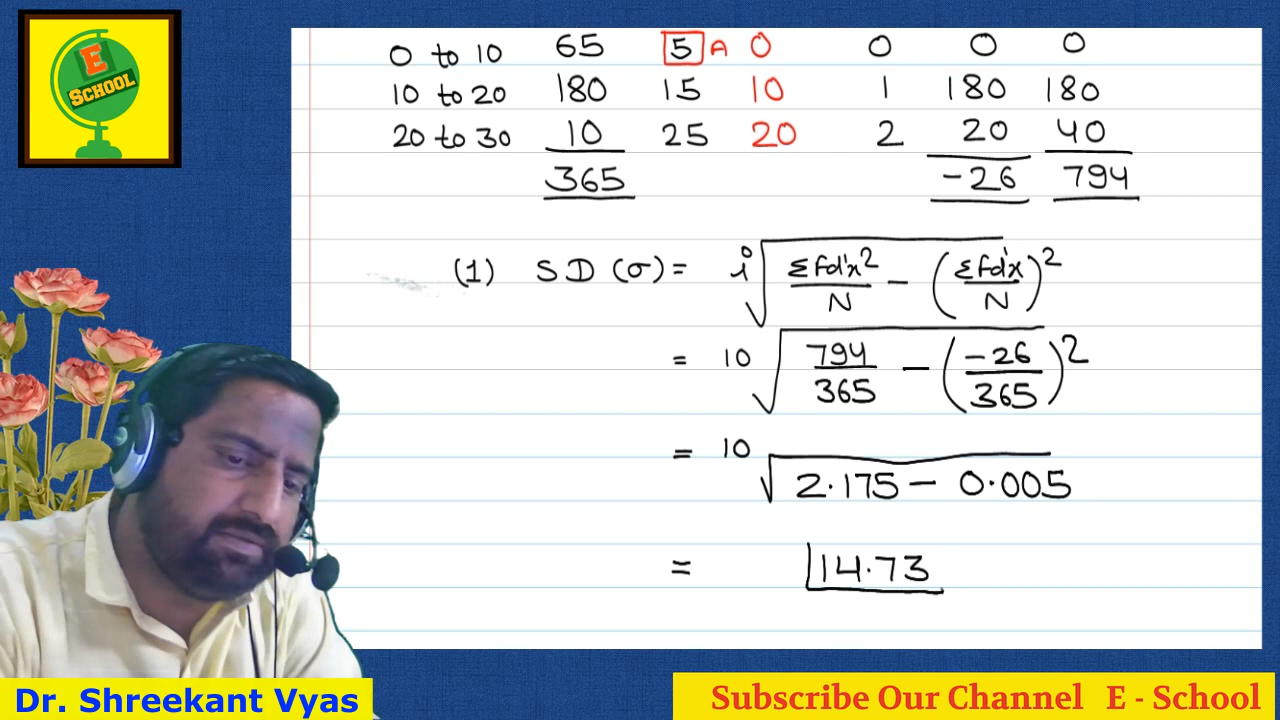 E
SCHOOL
0 to 10 65 5 A 0 0 0 0
10 to 20 180 15 10 1 180 180
20 to 30 10 25 20 2 20 40
365 -26 794
(1) SD (σ) = i √ Σfd'x²/N - (Σfd'x/N)²
= 10 √ 794/365 - (-26/365)²
= 10 √ 2.175 - 0.005
= 14.73
Dr. Shreekant Vyas
Subscribe Our Channel E - School